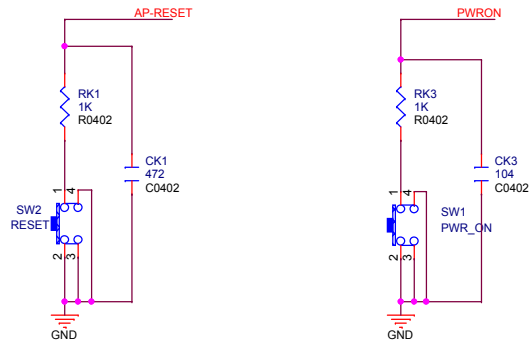 AP-RESET
RK1
1K
R0402
CK1
472
C0402
1
4
SW2
RESET
2
3
GND
PWRON
RK3
1K
R0402
CK3
104
C0402
1
4
SW1
PWR_ON
2
3
GND